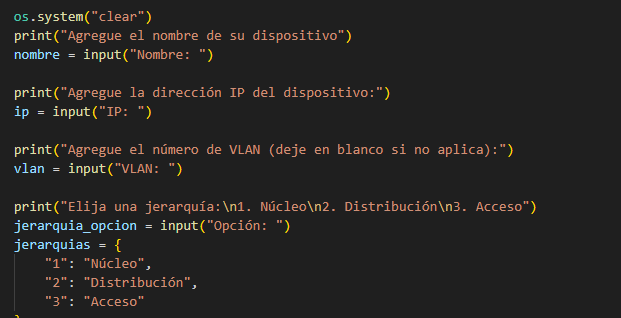 os.system("clear")
print("Agregue el nombre de su dispositivo")
nombre = input("Nombre: ")
print("Agregue la dirección IP del dispositivo:")
ip = input("IP: ")
print("Agregue el número de VLAN (deje en blanco si no aplica):")
vlan = input("VLAN: ")
print("Elija una jerarquía:\n1. Núcleo\n2. Distribución\n3. Acceso")
jerarquia_opcion = input("Opción: ")
jerarquias = {
    "1": "Núcleo",
    "2": "Distribución",
    "3": "Acceso"
}